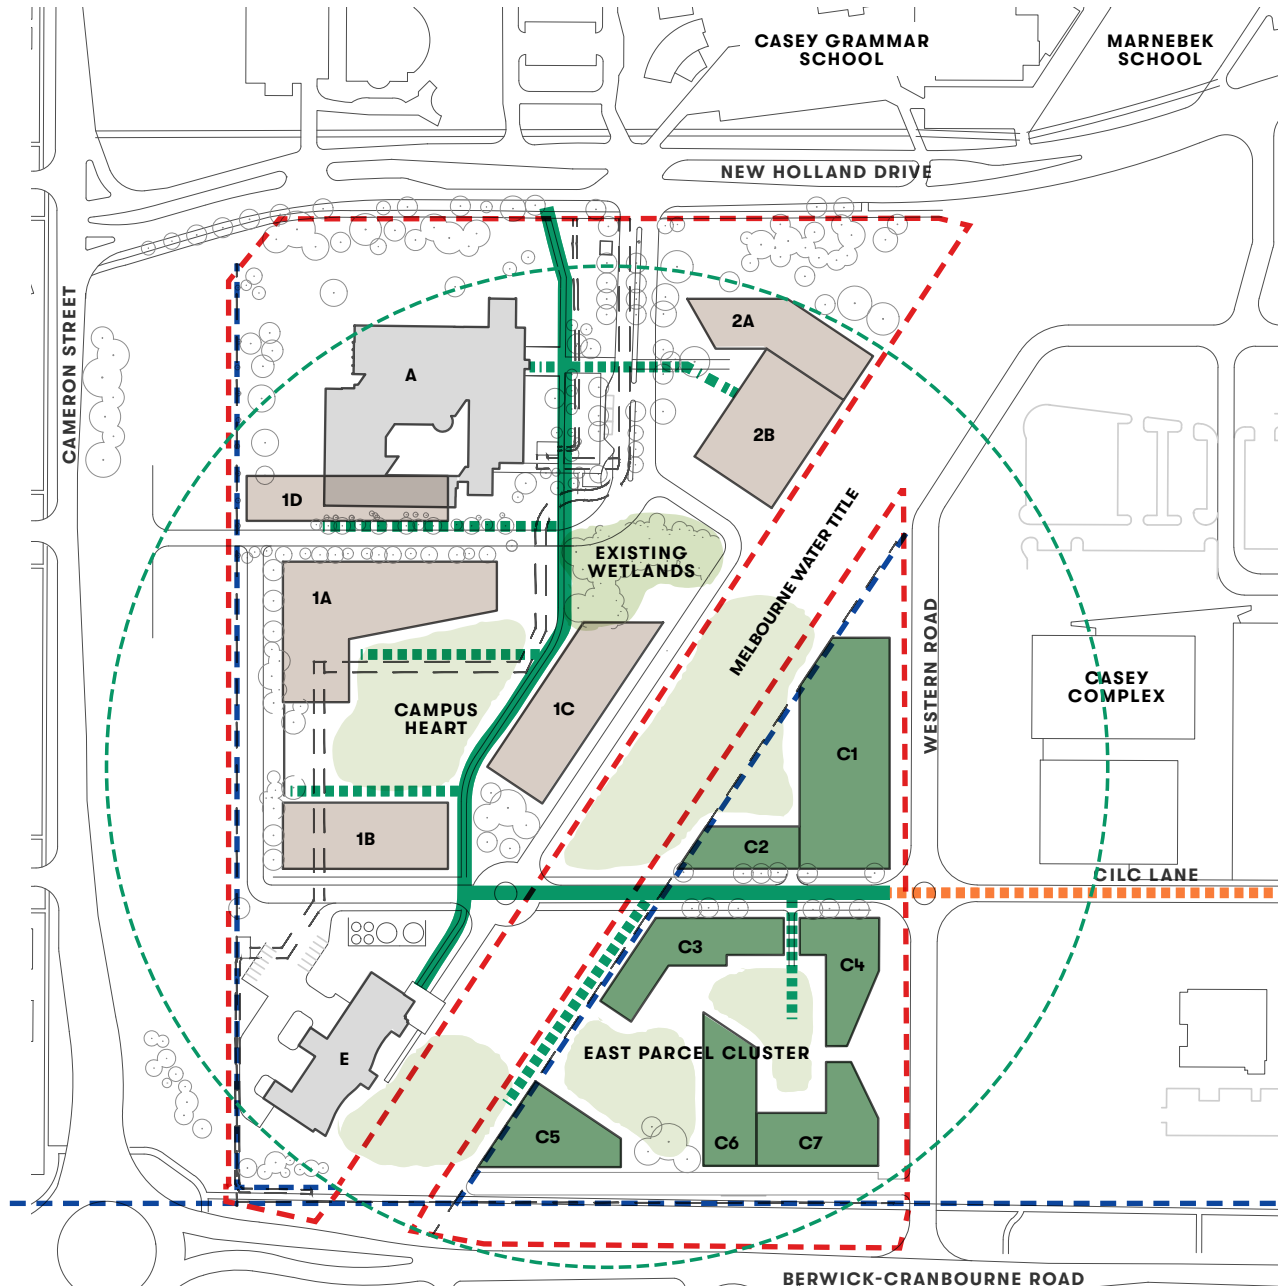 CASEY GRAMMAR
SCHOOL
MARNEBEK
SCHOOL
NEW HOLLAND DRIVE
CAMERON STREET
A
2A
2B
1D
EXISTING
WETLANDS
MELBOURNE WATER TITLE
1A
WESTERN ROAD
CASEY
COMPLEX
CAMPUS
HEART
1C
C1
1B
C2
CILC LANE
C3
C4
E
EAST PARCEL CLUSTER
C5
C6
C7
BERWICK-CRANBOURNE ROAD